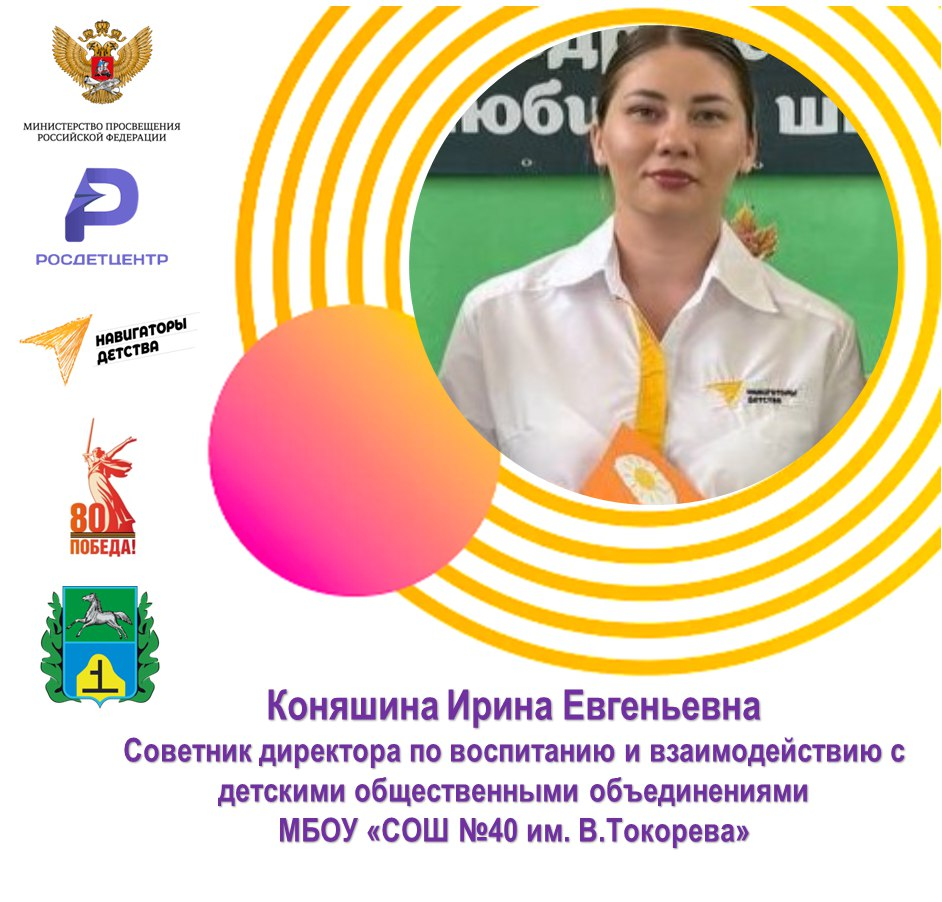 МИНИСТЕРСТВО ПРОСВЕЩЕНИЯ
РОССИЙСКОЙ ФЕДЕРАЦИИ
РОСДЕТЦЕНТР
НАВИГАТОРЫ
ДЕТСТВА
80
ПОБЕДА!
НАВИГАТОРЫ
ДЕТСТВА
Коняшина Ирина Евгеньевна
Советник директора по воспитанию и взаимодействию с
детскими общественными объединениями
МБОУ «СОШ №40 им. В.Токорева»